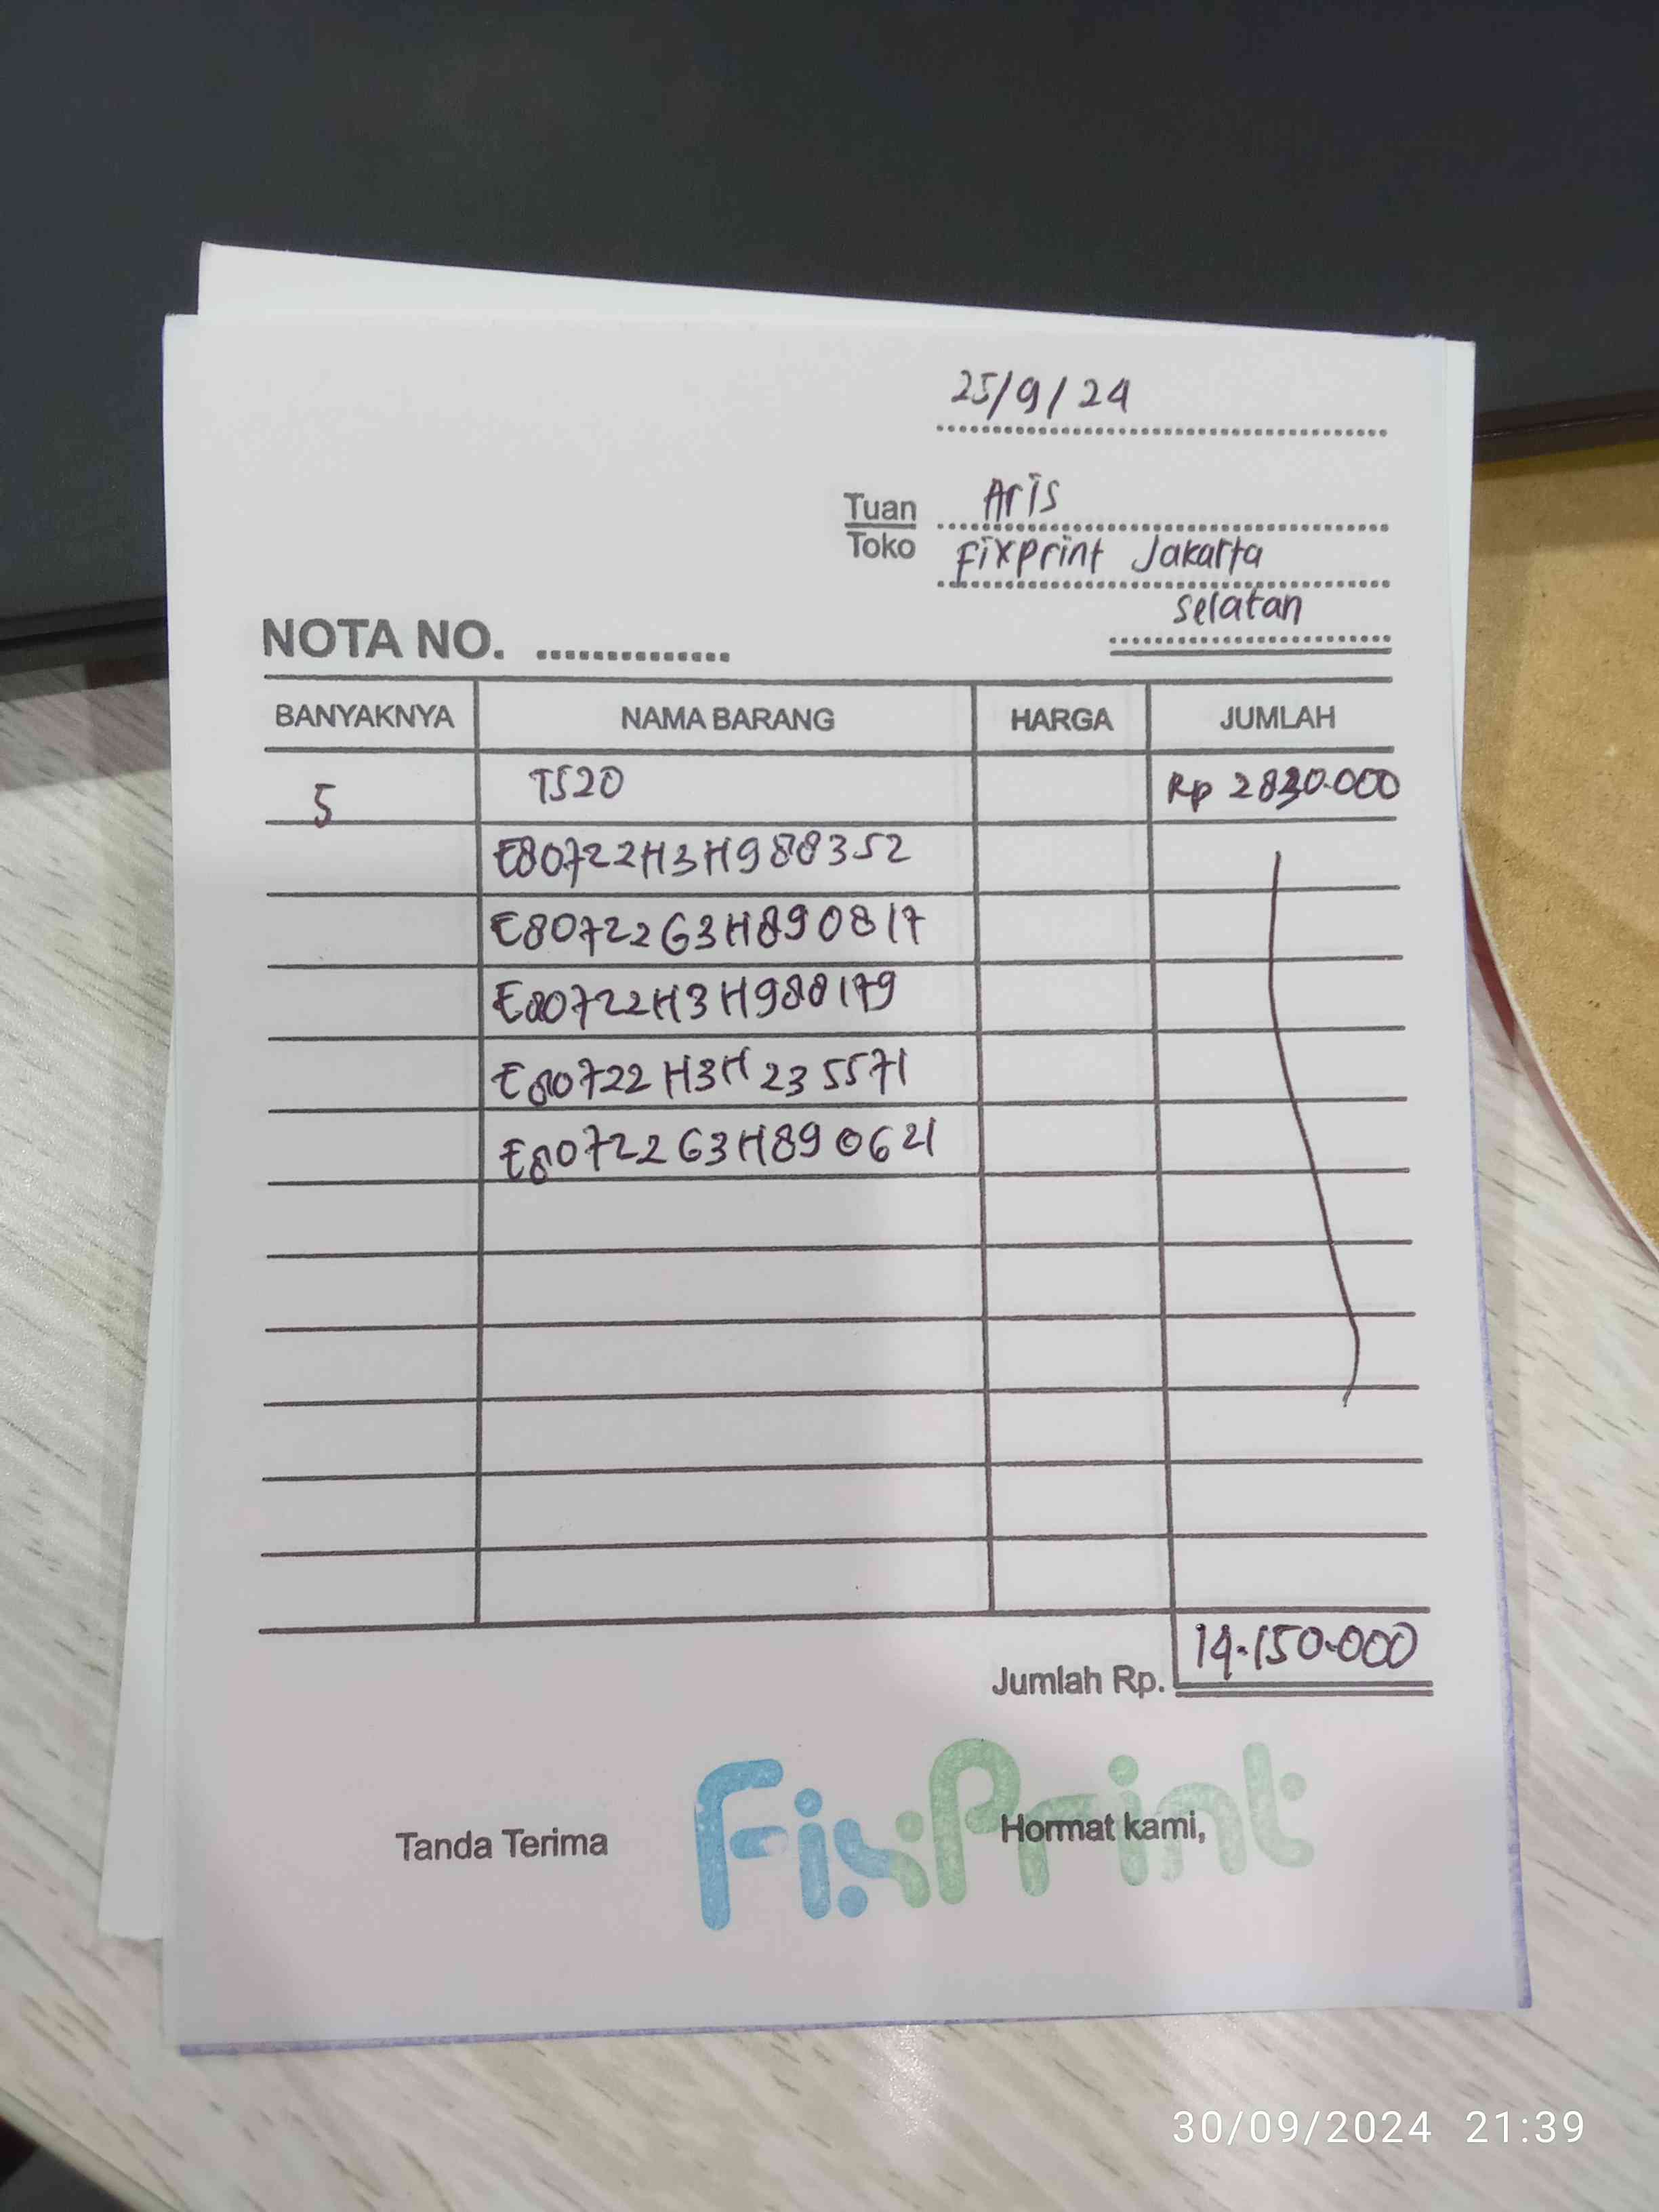 25/9/24
Tuan Aris
Toko Fixprint Jakarta
selatan
NOTA NO. ...............
BANYAKNYA NAMA BARANG HARGA JUMLAH
5 TS20 Rp 2830.000
E80722H3H988352
E80722G3H890817
E80722H3H988179
E80722H3H235571
E80722G3H890621
Jumlah Rp. 14.150.000
Tanda Terima Hormat kami,
FixPrint
30/09/2024 21:39